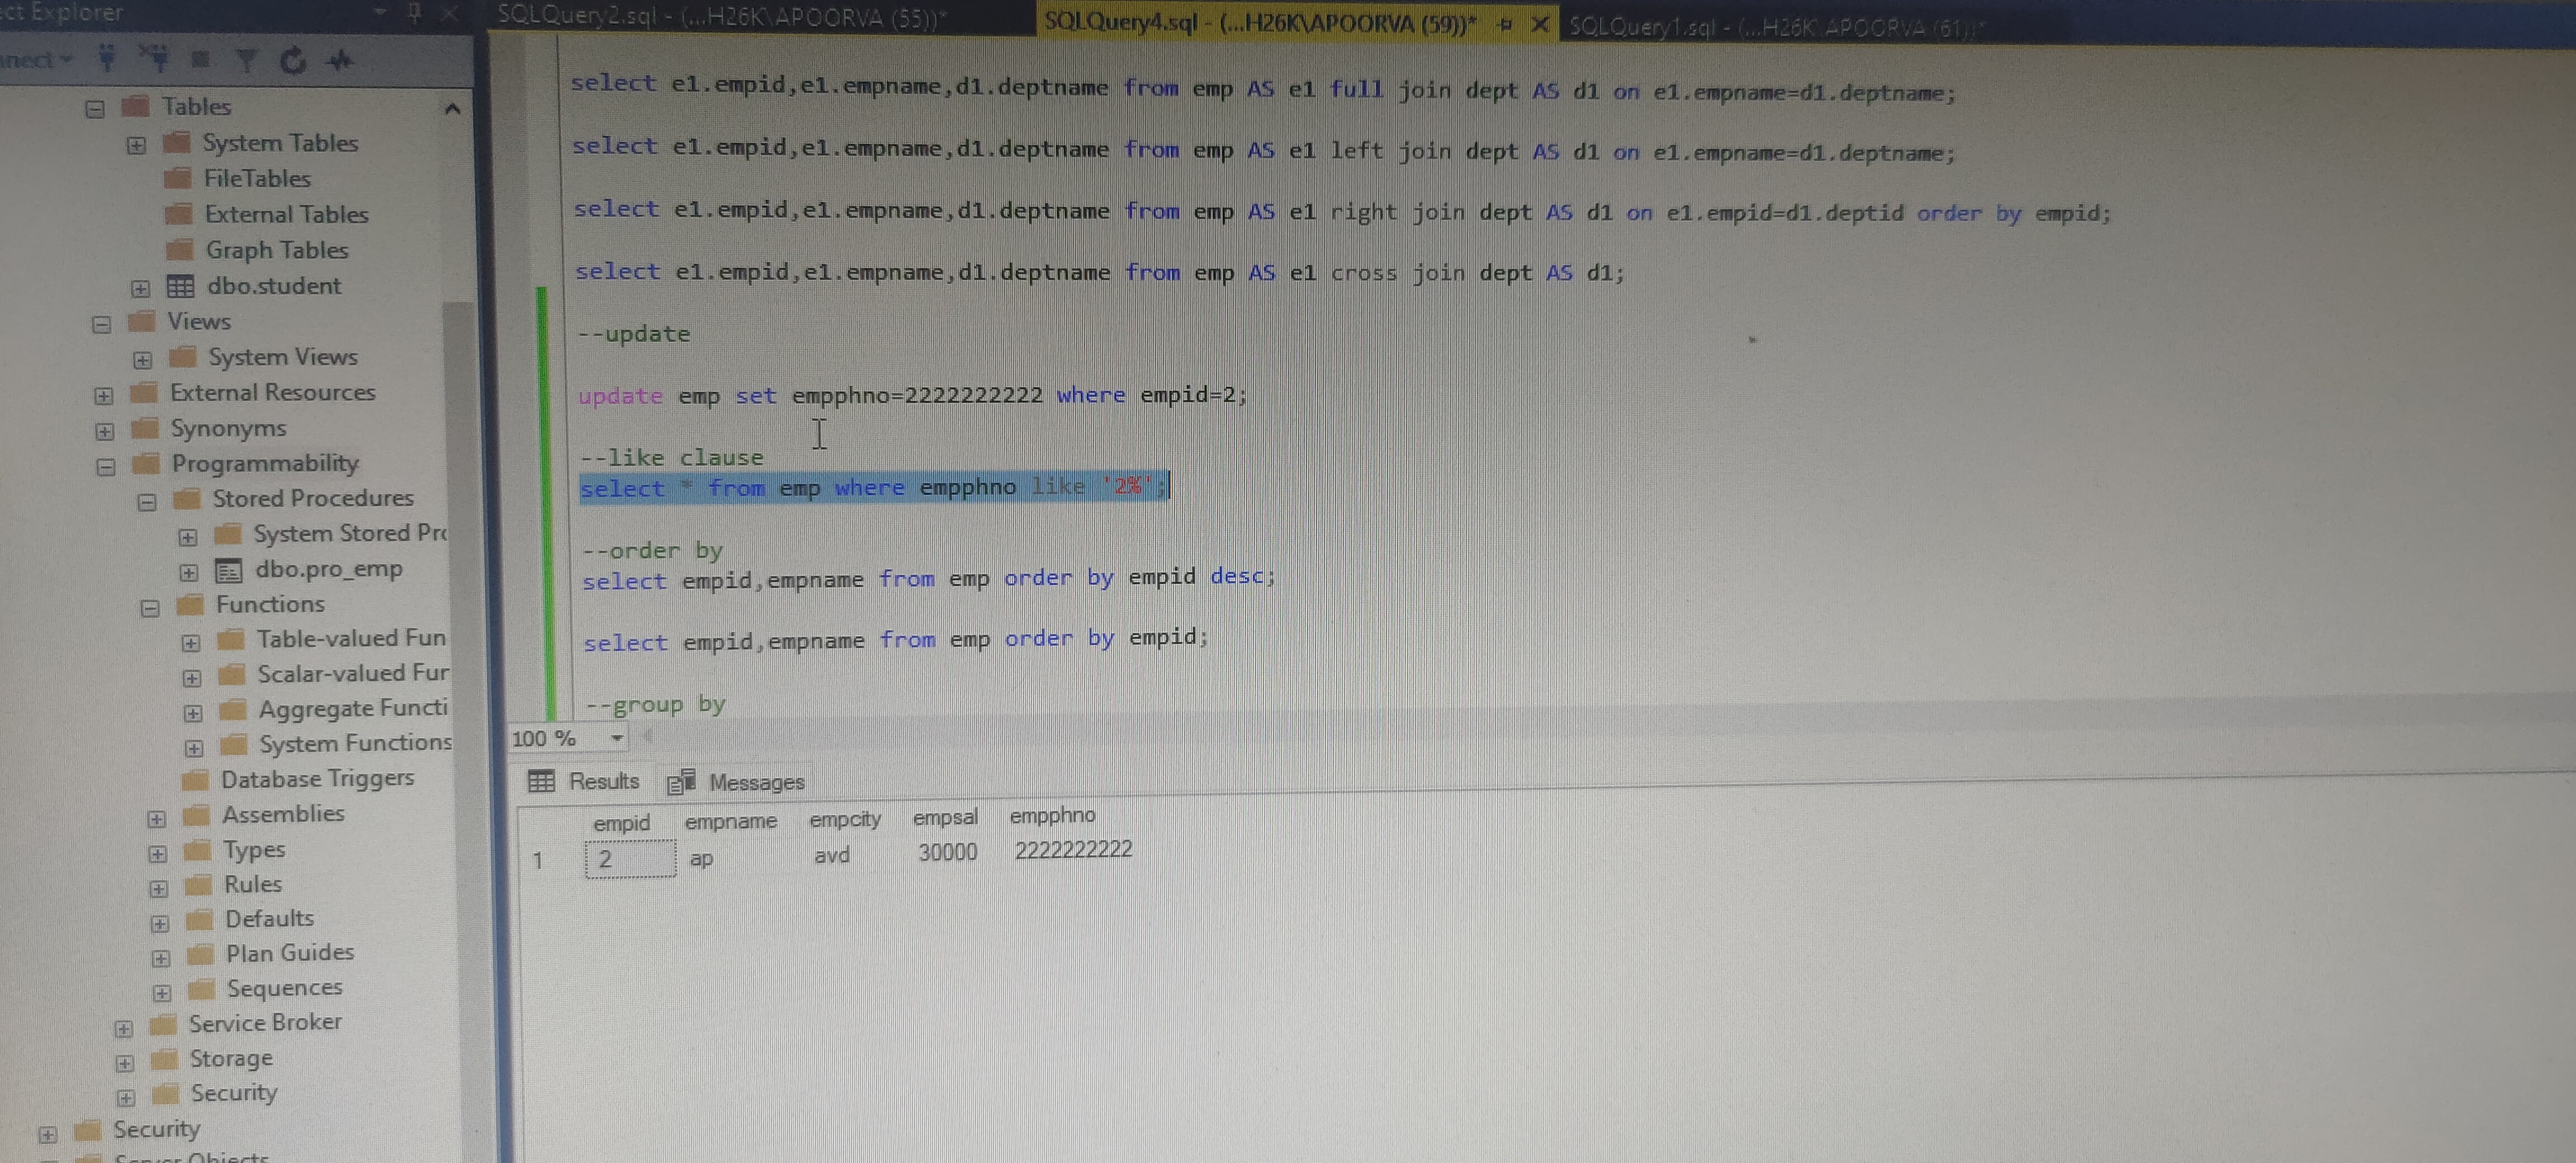 ct Explorer
nnect
Tables
System Tables
FileTables
External Tables
Graph Tables
dbo.student
Views
System Views
External Resources
Synonyms
Programmability
Stored Procedures
System Stored Pro
dbo.pro_emp
Functions
Table-valued Fun
Scalar-valued Fur
Aggregate Functi
System Functions
Database Triggers
Assemblies
Types
Rules
Defaults
Plan Guides
Sequences
Service Broker
Storage
Security
Security
Server Objects
SQLQuery2.sql - (...H26K\APOORVA (55))*
SQLQuery4.sql - (...H26K\APOORVA (59))*
SQLQuery1.sql - (...H26K\APOORVA (61))*
select e1.empid,e1.empname,d1.deptname from emp AS e1 full join dept AS d1 on e1.empname=d1.deptname;
select e1.empid,e1.empname,d1.deptname from emp AS e1 left join dept AS d1 on e1.empname=d1.deptname;
select e1.empid,e1.empname,d1.deptname from emp AS e1 right join dept AS d1 on e1.empid=d1.deptid order by empid;
select e1.empid,e1.empname,d1.deptname from emp AS e1 cross join dept AS d1;
--update
update emp set empphno=2222222222 where empid=2;
--like clause
select * from emp where empphno like '2%';
--order by
select empid,empname from emp order by empid desc;
select empid,empname from emp order by empid;
--group by
100 %
Results Messages
empid empname empcity empsal empphno
1 2 ap avd 30000 2222222222